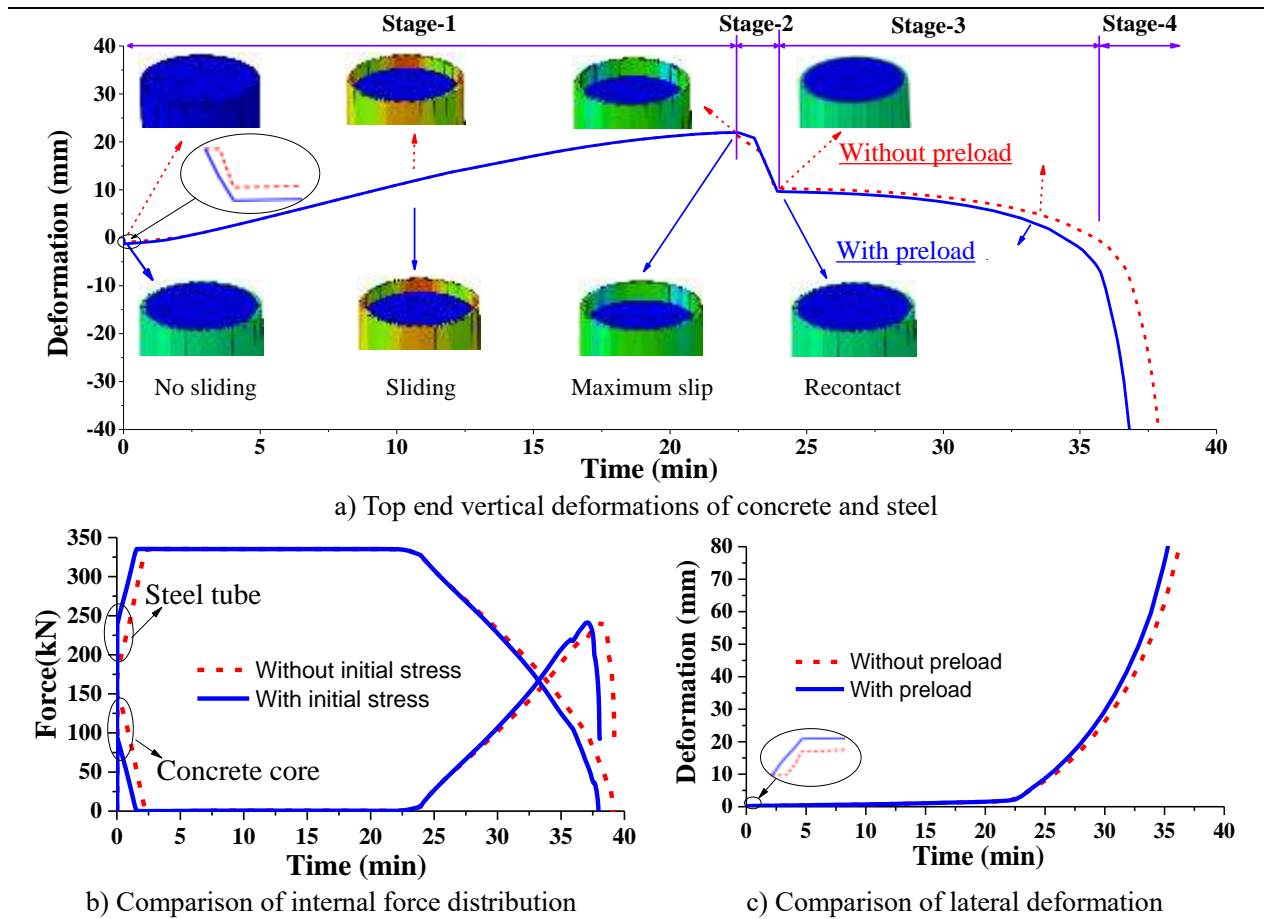 Stage-1 Stage-2 Stage-3 Stage-4
40
30
20
10
0
-10
-20
-30
-40
Deformation (mm)
Without preload
With preload
No sliding Sliding Maximum slip Recontact
0 5 10 15 20 25 30 35 40
Time (min)
a) Top end vertical deformations of concrete and steel
350
300
250
200
150
100
50
0
Force(kN)
Steel tube
Without initial stress
With initial stress
Concrete core
0 5 10 15 20 25 30 35 40
Time (min)
b) Comparison of internal force distribution
80
70
60
50
40
30
20
10
0
Deformation (mm)
Without preload
With preload
0 5 10 15 20 25 30 35 40
Time (min)
c) Comparison of lateral deformation